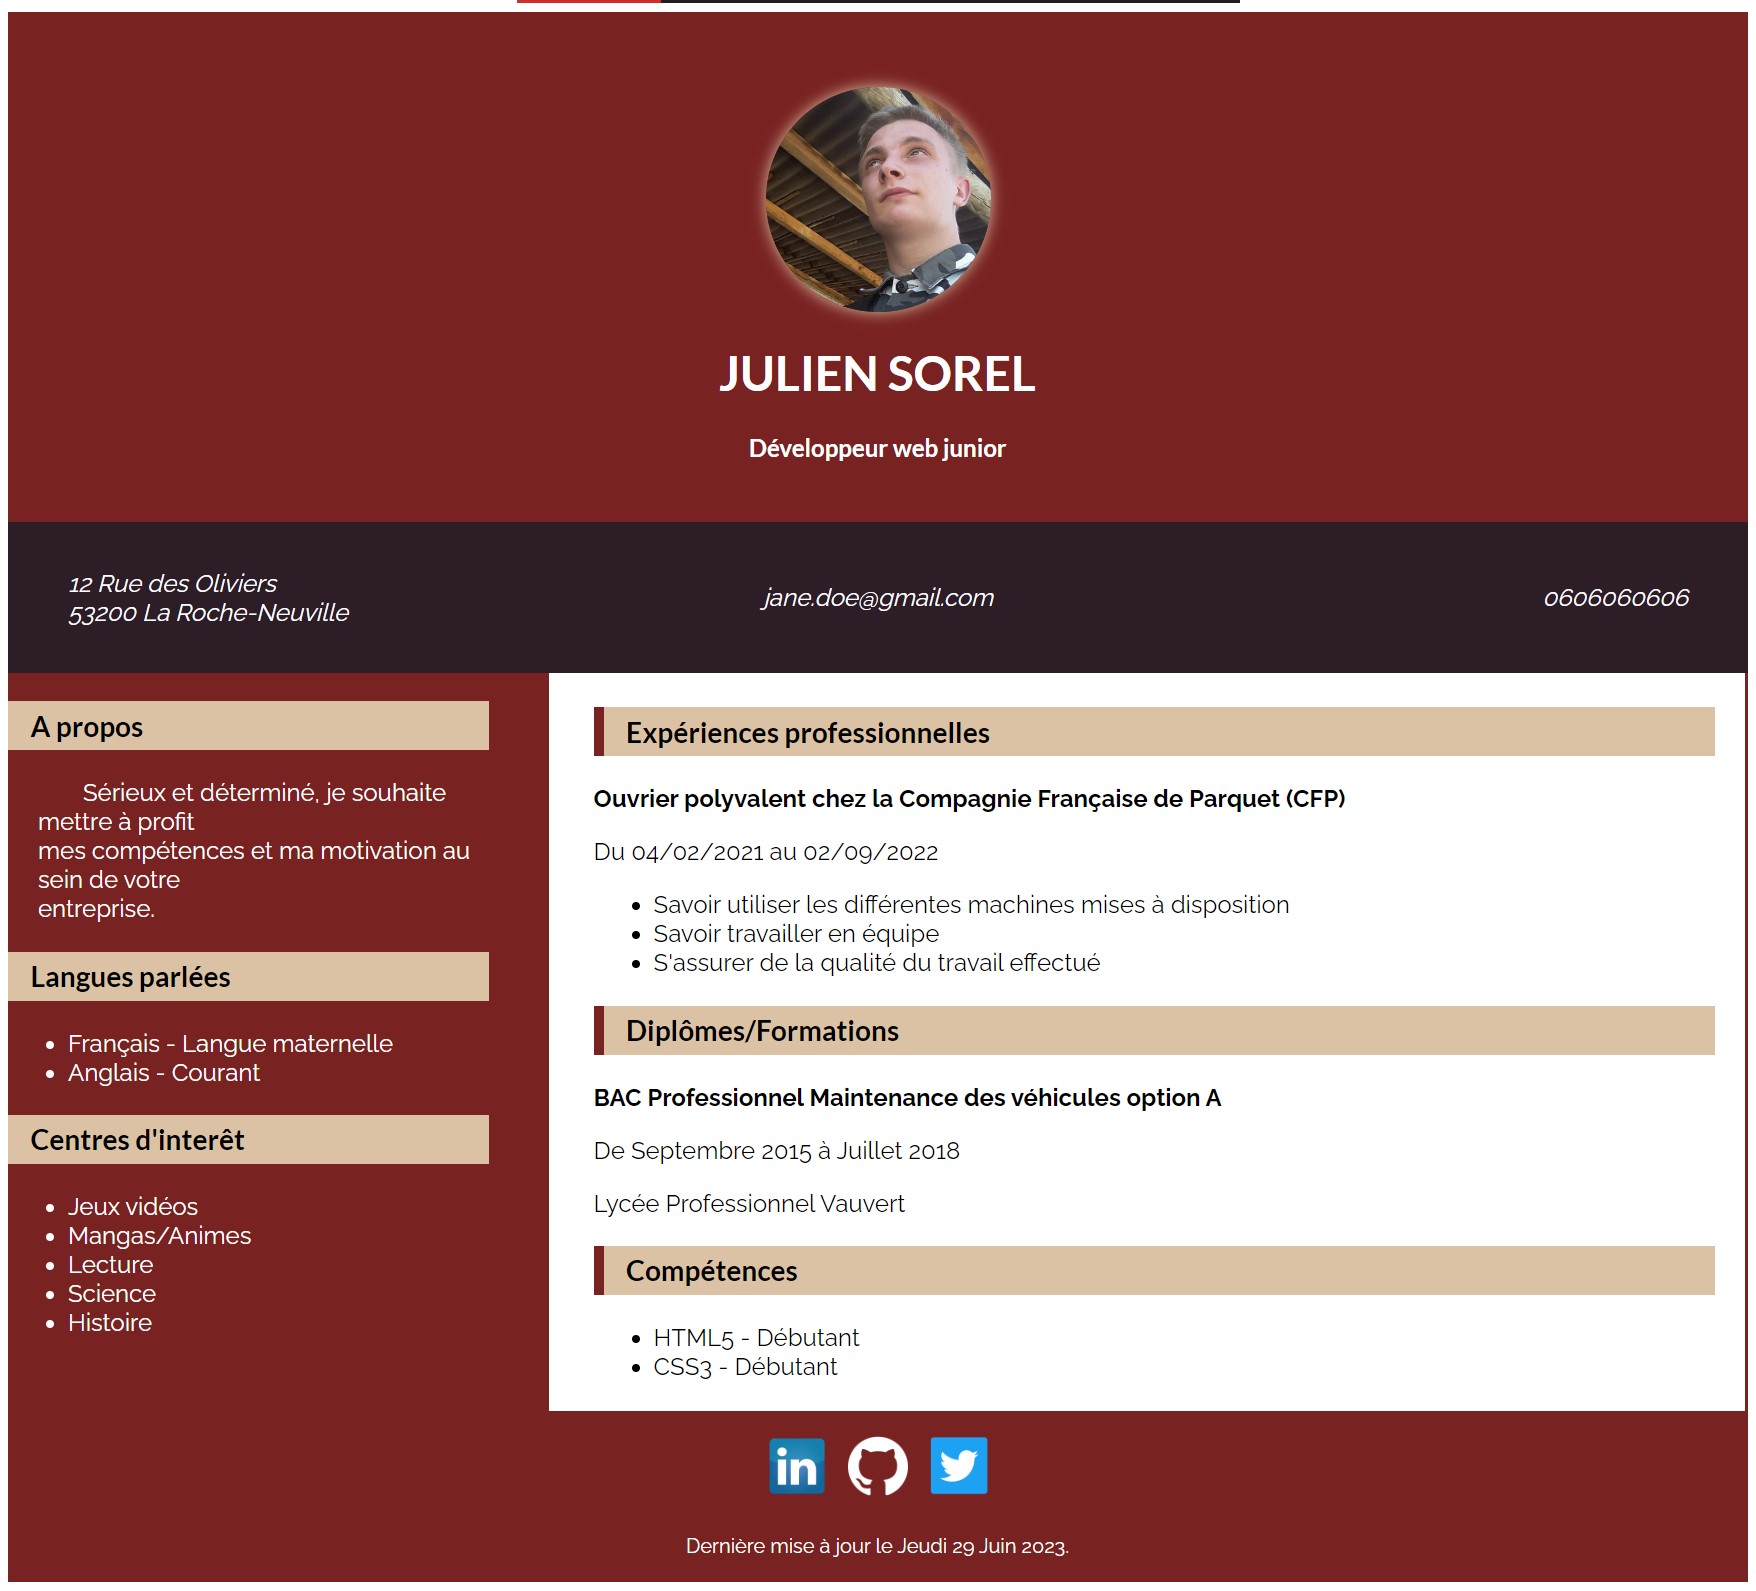 JULIEN SOREL
Développeur web junior
12 Rue des Oliviers
53200 La Roche-Neuville
jane.doe@gmail.com
0606060606
A propos
Sérieux et déterminé, je souhaite
mettre à profit
mes compétences et ma motivation au
sein de votre
entreprise.
Langues parlées
• Français - Langue maternelle
• Anglais - Courant
Centres d'interêt
• Jeux vidéos
• Mangas/Animes
• Lecture
• Science
• Histoire
Expériences professionnelles
Ouvrier polyvalent chez la Compagnie Française de Parquet (CFP)
Du 04/02/2021 au 02/09/2022
• Savoir utiliser les différentes machines mises à disposition
• Savoir travailler en équipe
• S'assurer de la qualité du travail effectué
Diplômes/Formations
BAC Professionnel Maintenance des véhicules option A
De Septembre 2015 à Juillet 2018
Lycée Professionnel Vauvert
Compétences
• HTML5 - Débutant
• CSS3 - Débutant
in
Dernière mise à jour le Jeudi 29 Juin 2023.